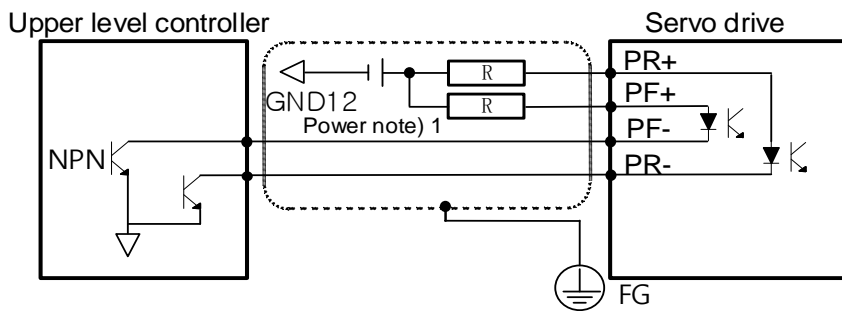 Upper level controller
Servo drive
PR+
R
GND12
PF+
R
Power note) 1
PF-
NPN
PR-
FG